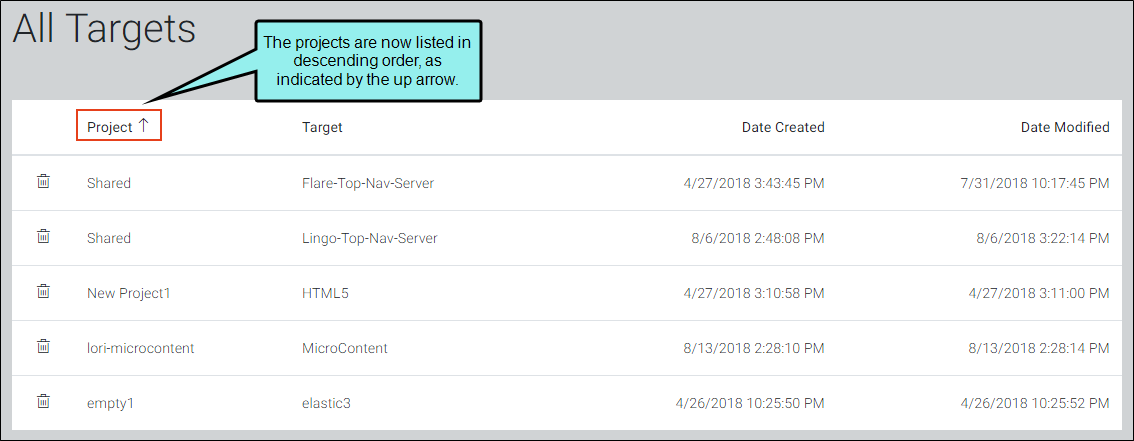 All Targets
The projects are now listed in
descending order, as
indicated by the up arrow.
Project ↑ Target Date Created Date Modified
Shared Flare-Top-Nav-Server 4/27/2018 3:43:45 PM 7/31/2018 10:17:45 PM
Shared Lingo-Top-Nav-Server 8/6/2018 2:48:08 PM 8/6/2018 3:22:14 PM
New Project1 HTML5 4/27/2018 3:10:58 PM 4/27/2018 3:11:00 PM
lori-microcontent MicroContent 8/13/2018 2:28:10 PM 8/13/2018 2:28:14 PM
empty1 elastic3 4/26/2018 10:25:50 PM 4/26/2018 10:25:52 PM